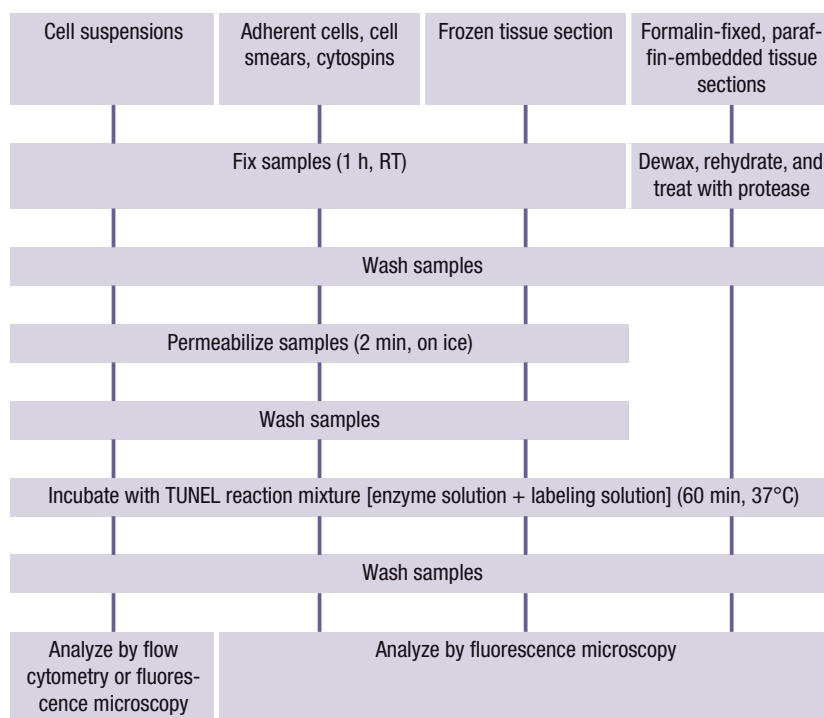 Cell suspensions
Adherent cells, cell
smears, cytospins
Frozen tissue section
Formalin-fixed, paraf-
fin-embedded tissue
sections
Fix samples (1 h, RT)
Dewax, rehydrate, and
treat with protease
Wash samples
Permeabilize samples (2 min, on ice)
Wash samples
Incubate with TUNEL reaction mixture [enzyme solution + labeling solution] (60 min, 37°C)
Wash samples
Analyze by flow
cytometry or fluores-
cence microscopy
Analyze by fluorescence microscopy